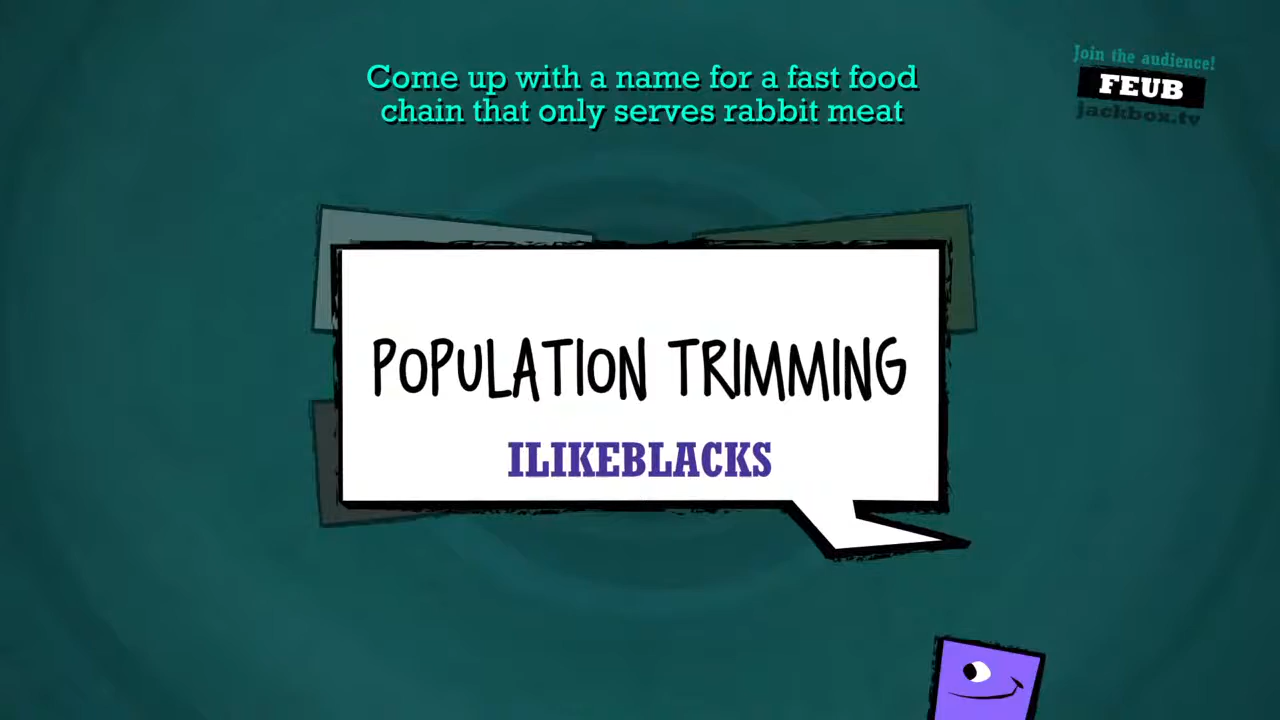 Come up with a name for a fast food
chain that only serves rabbit meat
Join the audience!
FEUB
jackbox.tv
POPULATION TRIMMING
ILIKEBLACKS